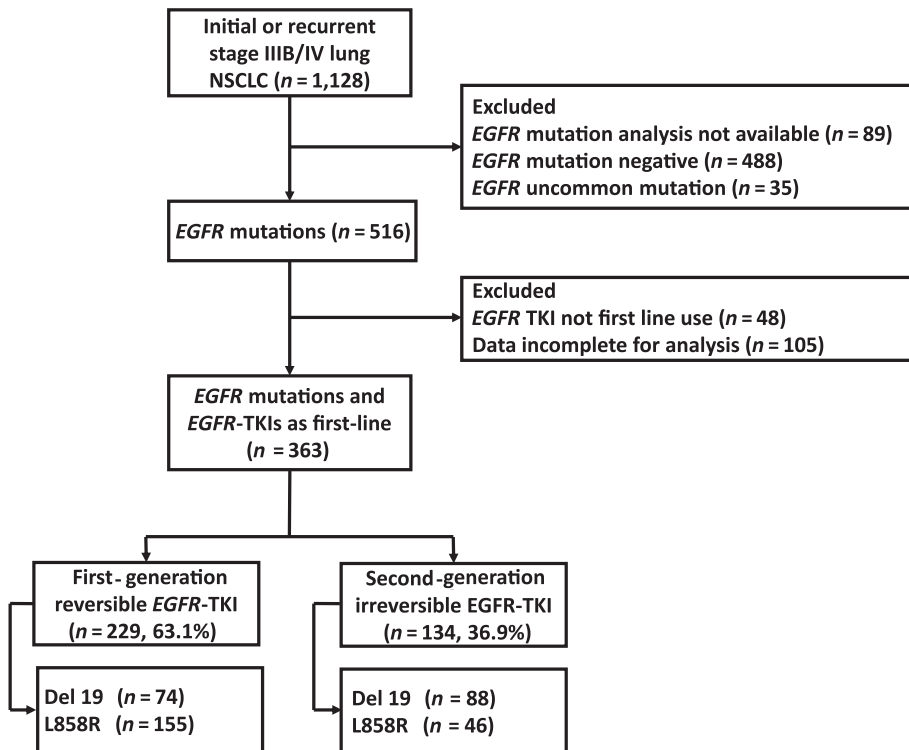 Initial or recurrent
stage IIIB/IV lung
NSCLC (n = 1,128)
Excluded
EGFR mutation analysis not available (n = 89)
EGFR mutation negative (n = 488)
EGFR uncommon mutation (n = 35)
EGFR mutations (n = 516)
Excluded
EGFR TKI not first line use (n = 48)
Data incomplete for analysis (n = 105)
EGFR mutations and
EGFR-TKIs as first-line
(n = 363)
First-generation
reversible EGFR-TKI
(n = 229, 63.1%)
Second-generation
irreversible EGFR-TKI
(n = 134, 36.9%)
Del 19 (n = 74)
L858R (n = 155)
Del 19 (n = 88)
L858R (n = 46)